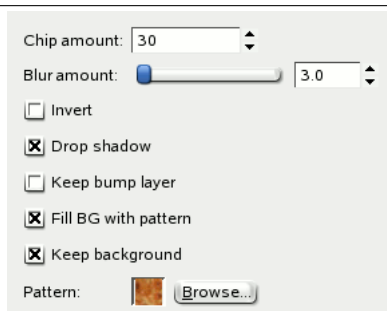 Chip amount: 30
Blur amount: 3.0
Invert
Drop shadow
Keep bump layer
Fill BG with pattern
Keep background
Pattern: Browse...